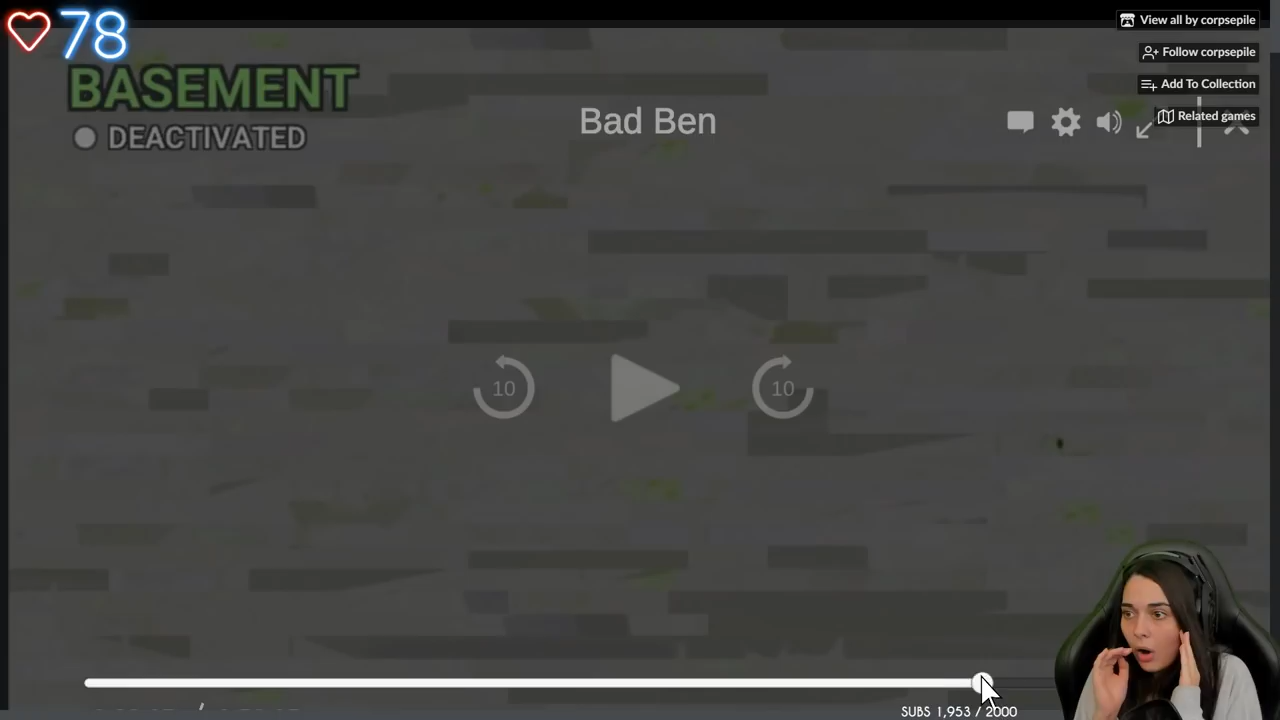 78
View all by corpsepile
Follow corpsepile
BASEMENT
Add To Collection
Bad Ben
Related games
DEACTIVATED
10
10
SUBS 1,953 / 2000